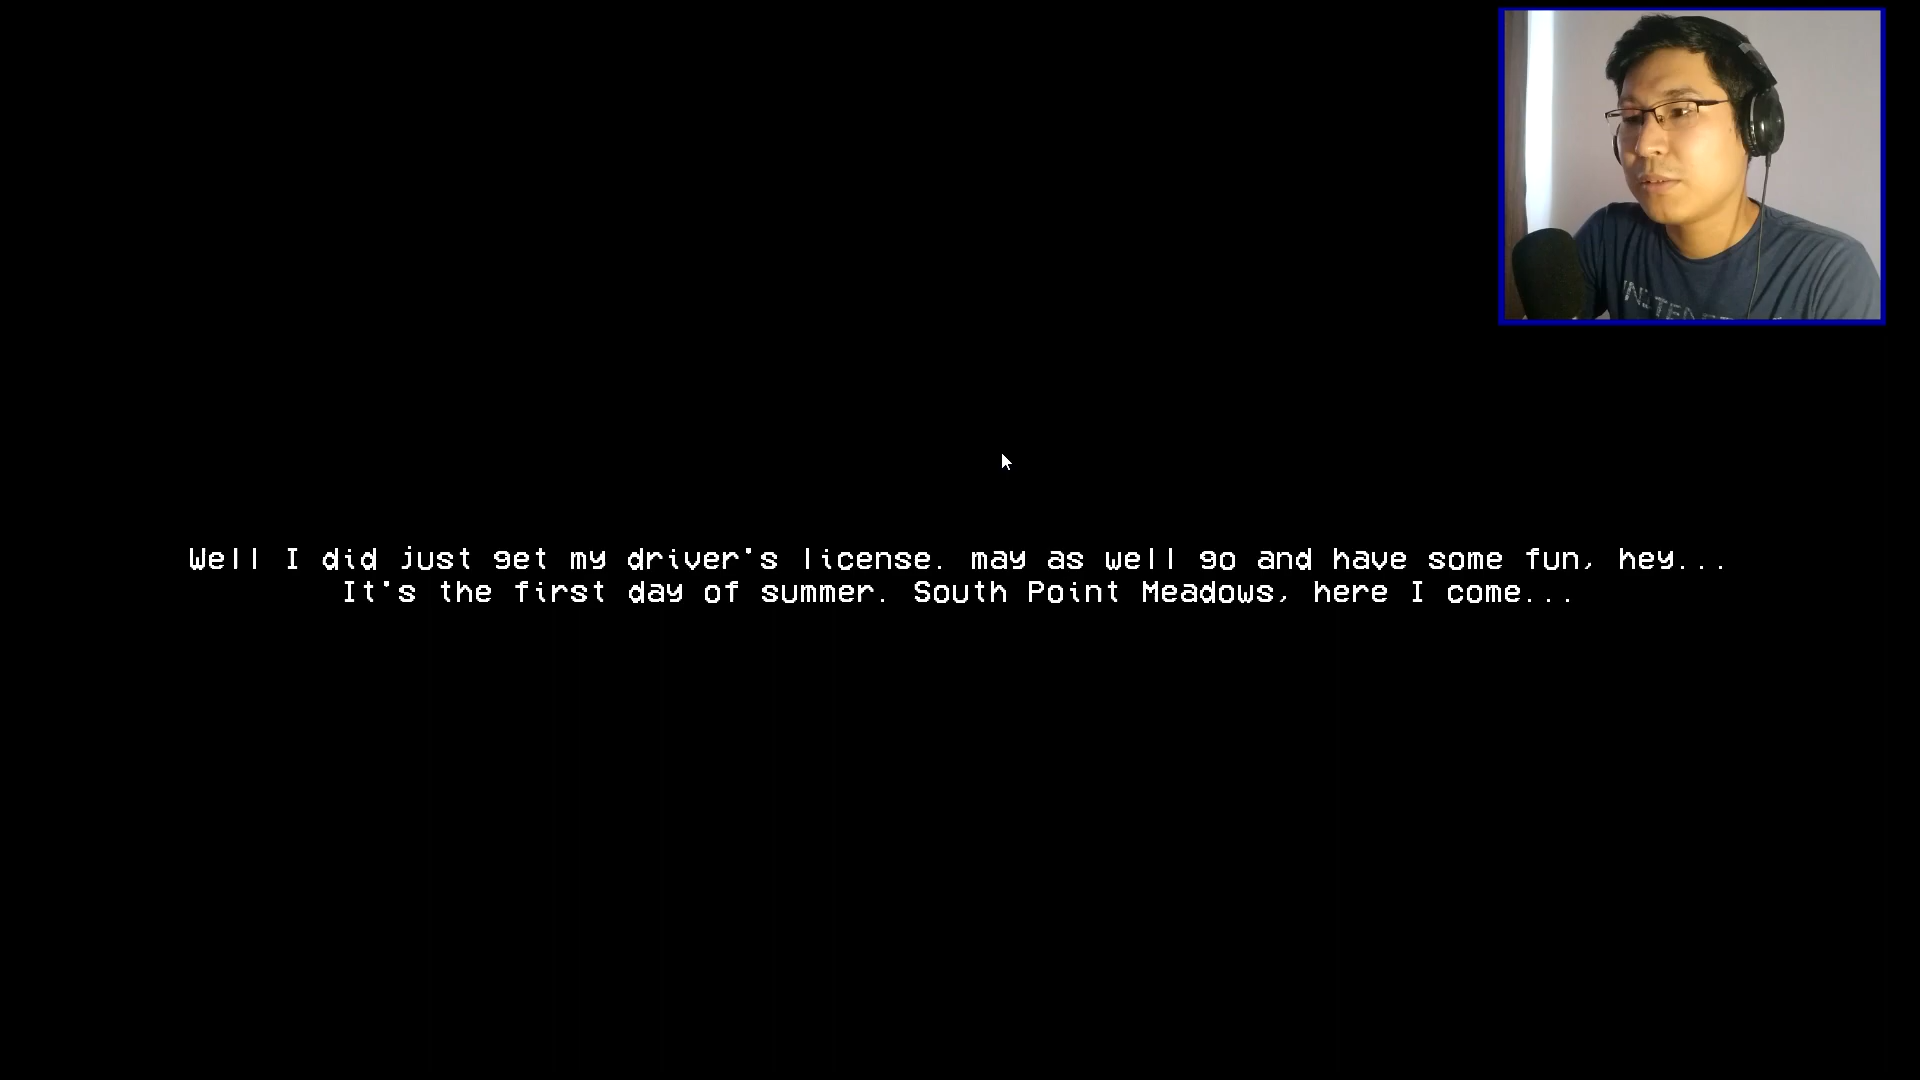 Well I did just get my driver's license. may as well go and have some fun, hey...
It's the first day of summer. South Point Meadows, here I come...